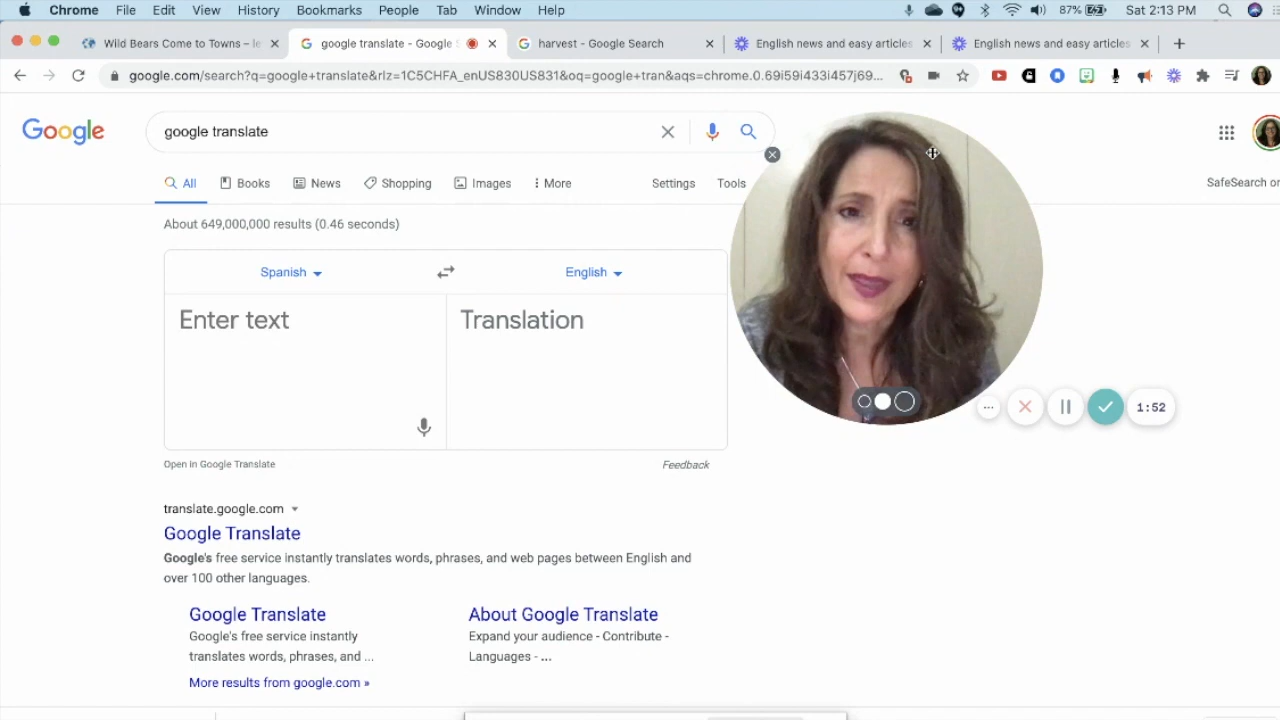 Chrome File Edit View History Bookmarks People Tab Window Help 87% Sat 2:13 PM
Wild Bears Come to Towns – le google translate - Google S harvest - Google Search English news and easy articles English news and easy articles
google.com/search?q=google+translate&rlz=1C5CHFA_enUS830US831&oq=google+tran&aqs=chrome.0.69i59i433i457j69...
Google google translate
All Books News Shopping Images More Settings Tools SafeSearch on
About 649,000,000 results (0.46 seconds)
Spanish English
Enter text Translation
1:52
Open in Google Translate Feedback
translate.google.com
Google Translate
Google's free service instantly translates words, phrases, and web pages between English and
over 100 other languages.
Google Translate About Google Translate
Google's free service instantly Expand your audience - Contribute -
translates words, phrases, and ... Languages - ...
More results from google.com »